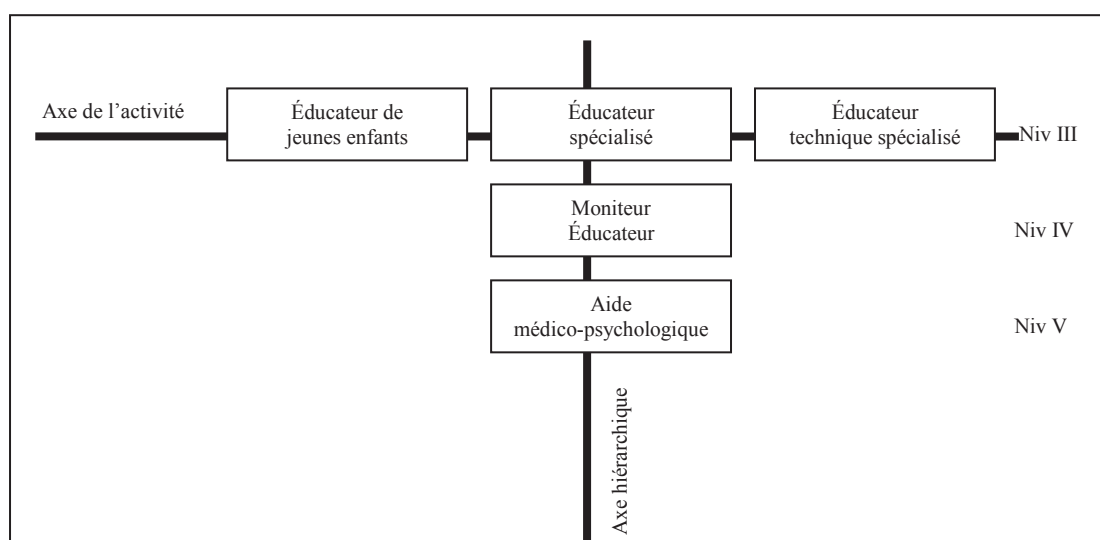 Axe de l'activité
Éducateur de
jeunes enfants
Éducateur
spécialisé
Éducateur
technique spécialisé
Niv III
Moniteur
Éducateur
Niv IV
Aide
médico-psychologique
Niv V
Axe hiérarchique